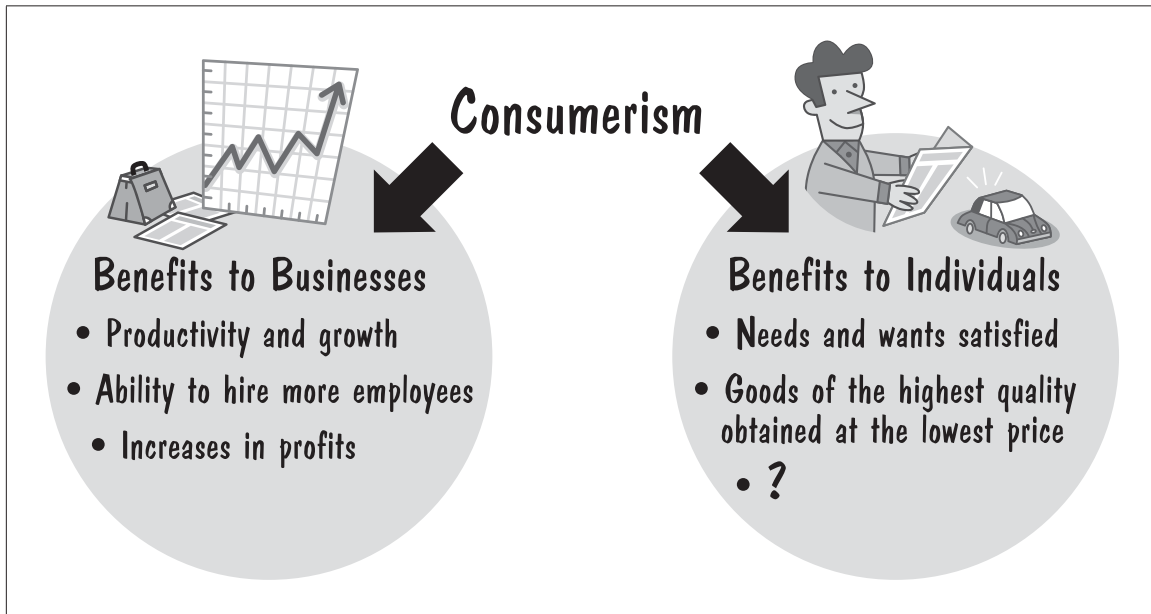 Consumerism
Benefits to Businesses
• Productivity and growth
• Ability to hire more employees
• Increases in profits
Benefits to Individuals
• Needs and wants satisfied
• Goods of the highest quality
obtained at the lowest price
• ?